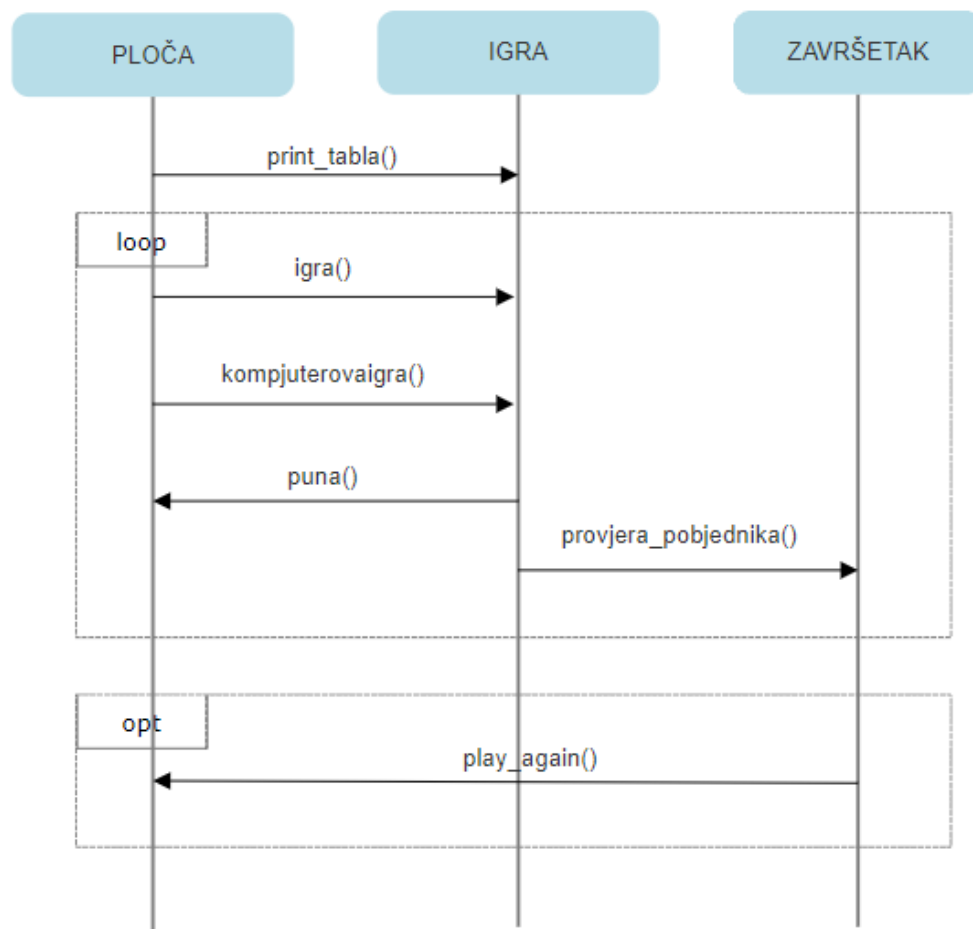 PLOČA
IGRA
ZAVRŠETAK
print_tabla()
loop
igra()
kompjuterovaigra()
puna()
provjera_pobjednika()
opt
play_again()